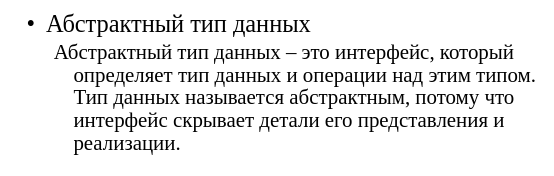 • Абстрактный тип данных
Абстрактный тип данных – это интерфейс, который
определяет тип данных и операции над этим типом.
Тип данных называется абстрактным, потому что
интерфейс скрывает детали его представления и
реализации.